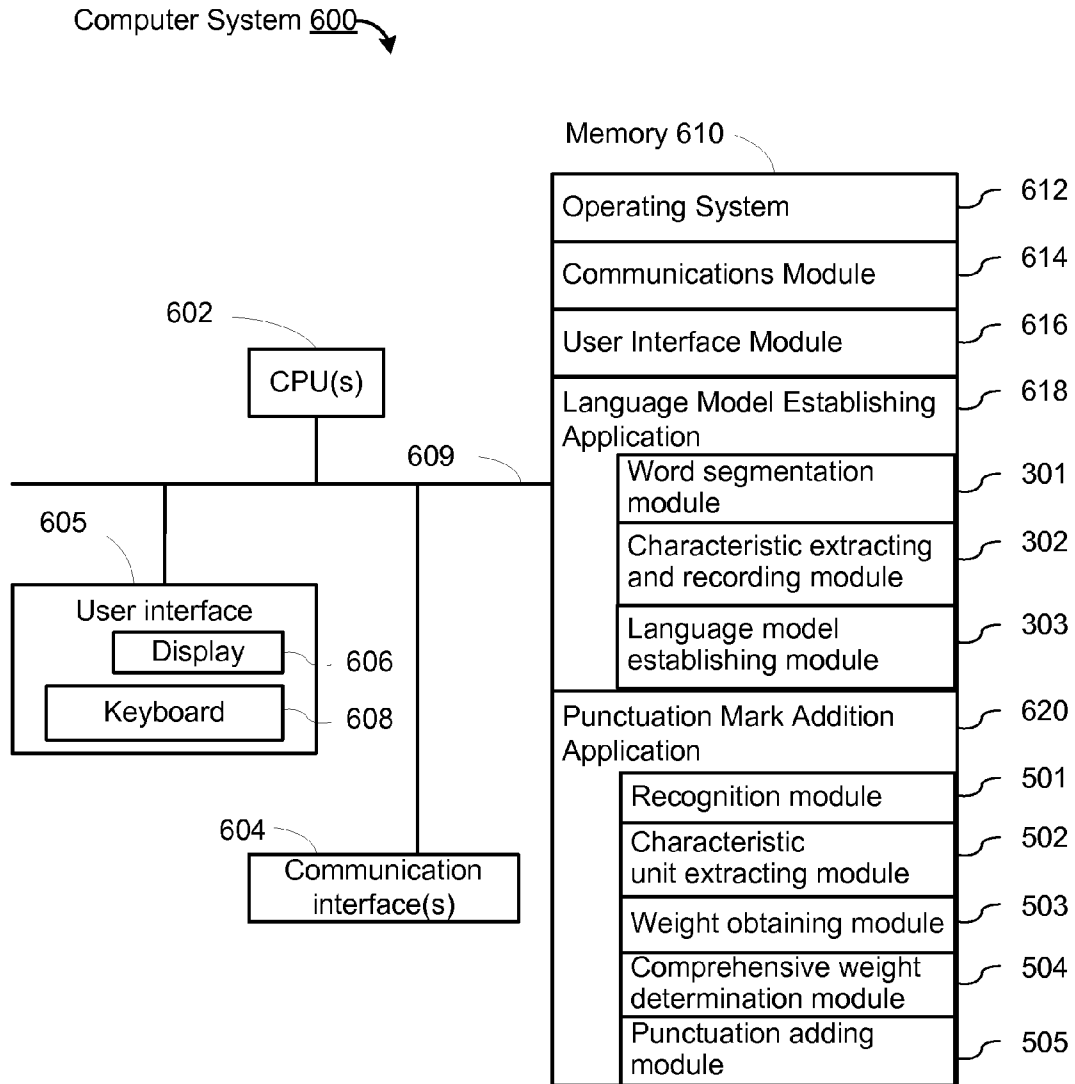 Computer System 600
Memory 610
Operating System
612
Communications Module
614
User Interface Module
616
Language Model Establishing
Application
618
Word segmentation
module
301
Characteristic extracting
and recording module
302
Language model
establishing module
303
Punctuation Mark Addition
Application
620
Recognition module
501
Characteristic
unit extracting module
502
Weight obtaining module
503
Comprehensive weight
determination module
504
Punctuation adding
module
505
602
CPU(s)
609
605
User interface
Display
606
Keyboard
608
604
Communication
interface(s)